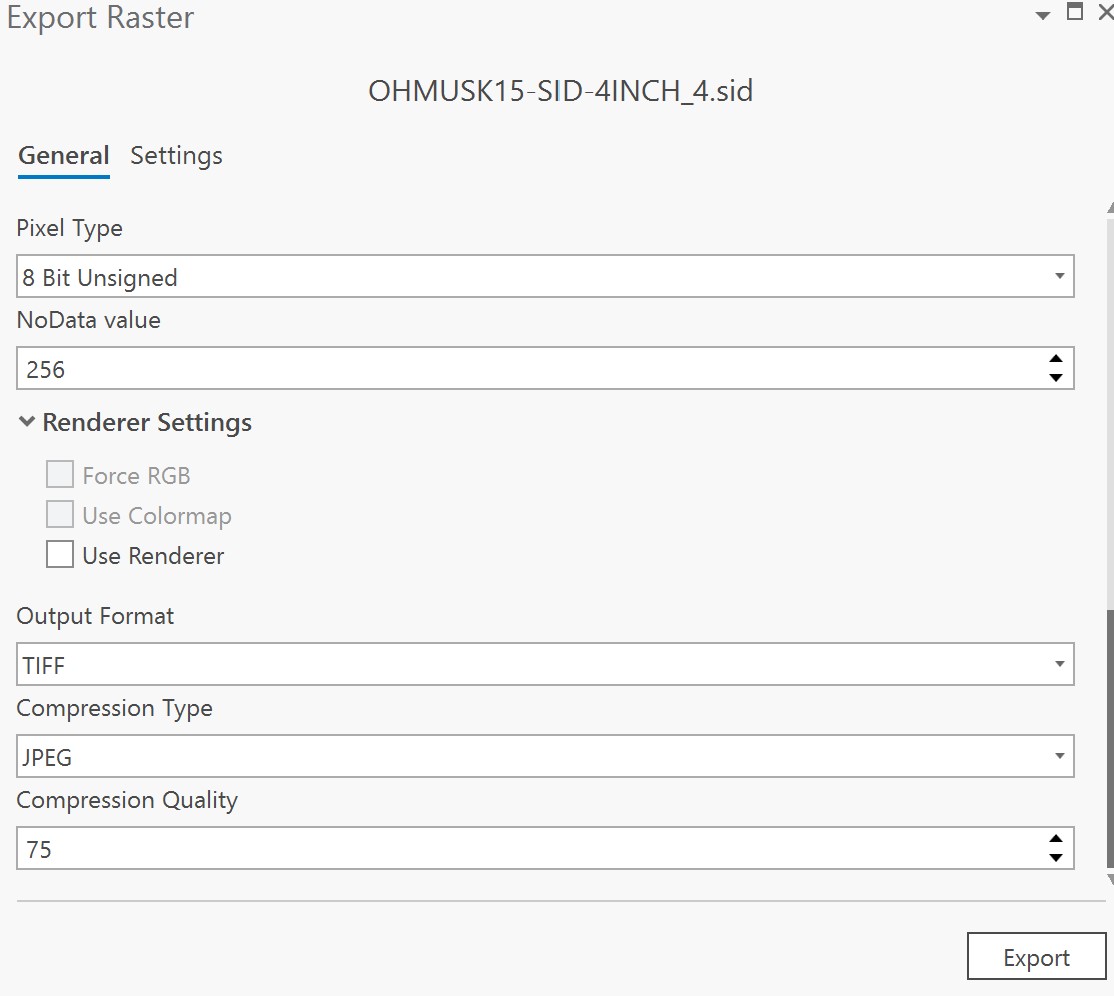 Export Raster
OHMUSK15-SID-4INCH_4.sid
General Settings
Pixel Type
8 Bit Unsigned
NoData value
256
Renderer Settings
Force RGB
Use Colormap
Use Renderer
Output Format
TIFF
Compression Type
JPEG
Compression Quality
75
Export